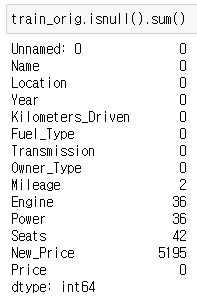 train_orig.isnull().sum()
Unnamed: 0 0
Name 0
Location 0
Year 0
Kilometers_Driven 0
Fuel_Type 0
Transmission 0
Owner_Type 0
Mileage 2
Engine 36
Power 36
Seats 42
New_Price 5195
Price 0
dtype: int64